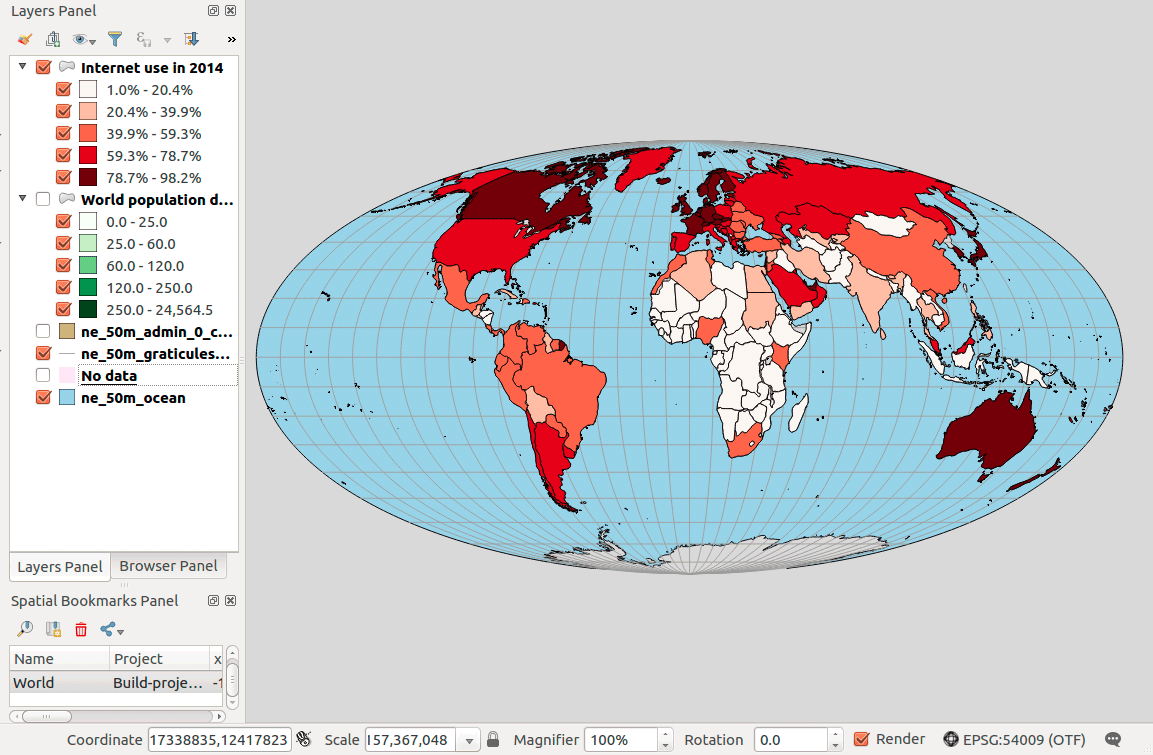 Layers Panel
»
Internet use in 2014
1.0% - 20.4%
20.4% - 39.9%
39.9% - 59.3%
59.3% - 78.7%
78.7% - 98.2%
World population d...
0.0 - 25.0
25.0 - 60.0
60.0 - 120.0
120.0 - 250.0
250.0 - 24,564.5
ne_50m_admin_0_c...
ne_50m_graticules...
No data
ne_50m_ocean
Layers Panel Browser Panel
Spatial Bookmarks Panel
Name Project x
World Build-proje... -1
Coordinate 17338835,12417823 Scale 157,367,048 Magnifier 100% Rotation 0.0 Render EPSG:54009 (OTF)